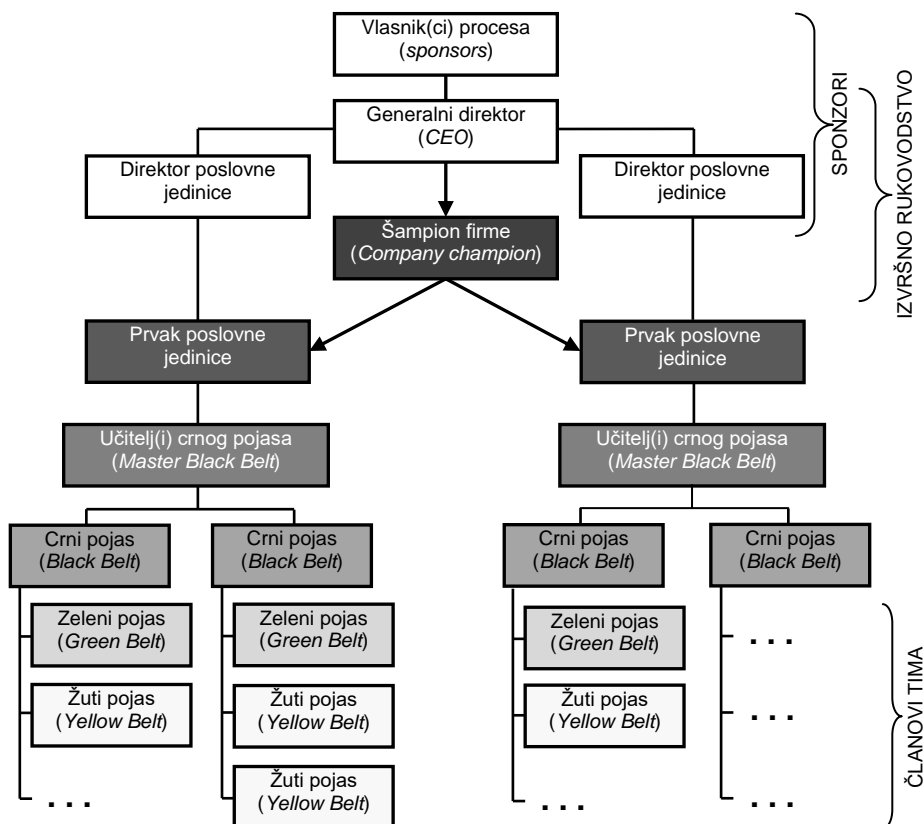 Vlasnik(ci) procesa
(sponsors)
Generalni direktor
(CEO)
Direktor poslovne
jedinice
Direktor poslovne
jedinice
Šampion firme
(Company champion)
Prvak poslovne
jedinice
Prvak poslovne
jedinice
Učitelj(i) crnog pojasa
(Master Black Belt)
Učitelj(i) crnog pojasa
(Master Black Belt)
Crni pojas
(Black Belt)
Crni pojas
(Black Belt)
Crni pojas
(Black Belt)
Crni pojas
(Black Belt)
Zeleni pojas
(Green Belt)
Zeleni pojas
(Green Belt)
Zeleni pojas
(Green Belt)
. . .
Žuti pojas
(Yellow Belt)
Žuti pojas
(Yellow Belt)
Žuti pojas
(Yellow Belt)
. . .
. . .
Žuti pojas
(Yellow Belt)
. . .
. . .
SPONZORI
IZVRŠNO RUKOVODSTVO
ČLANOVI TIMA